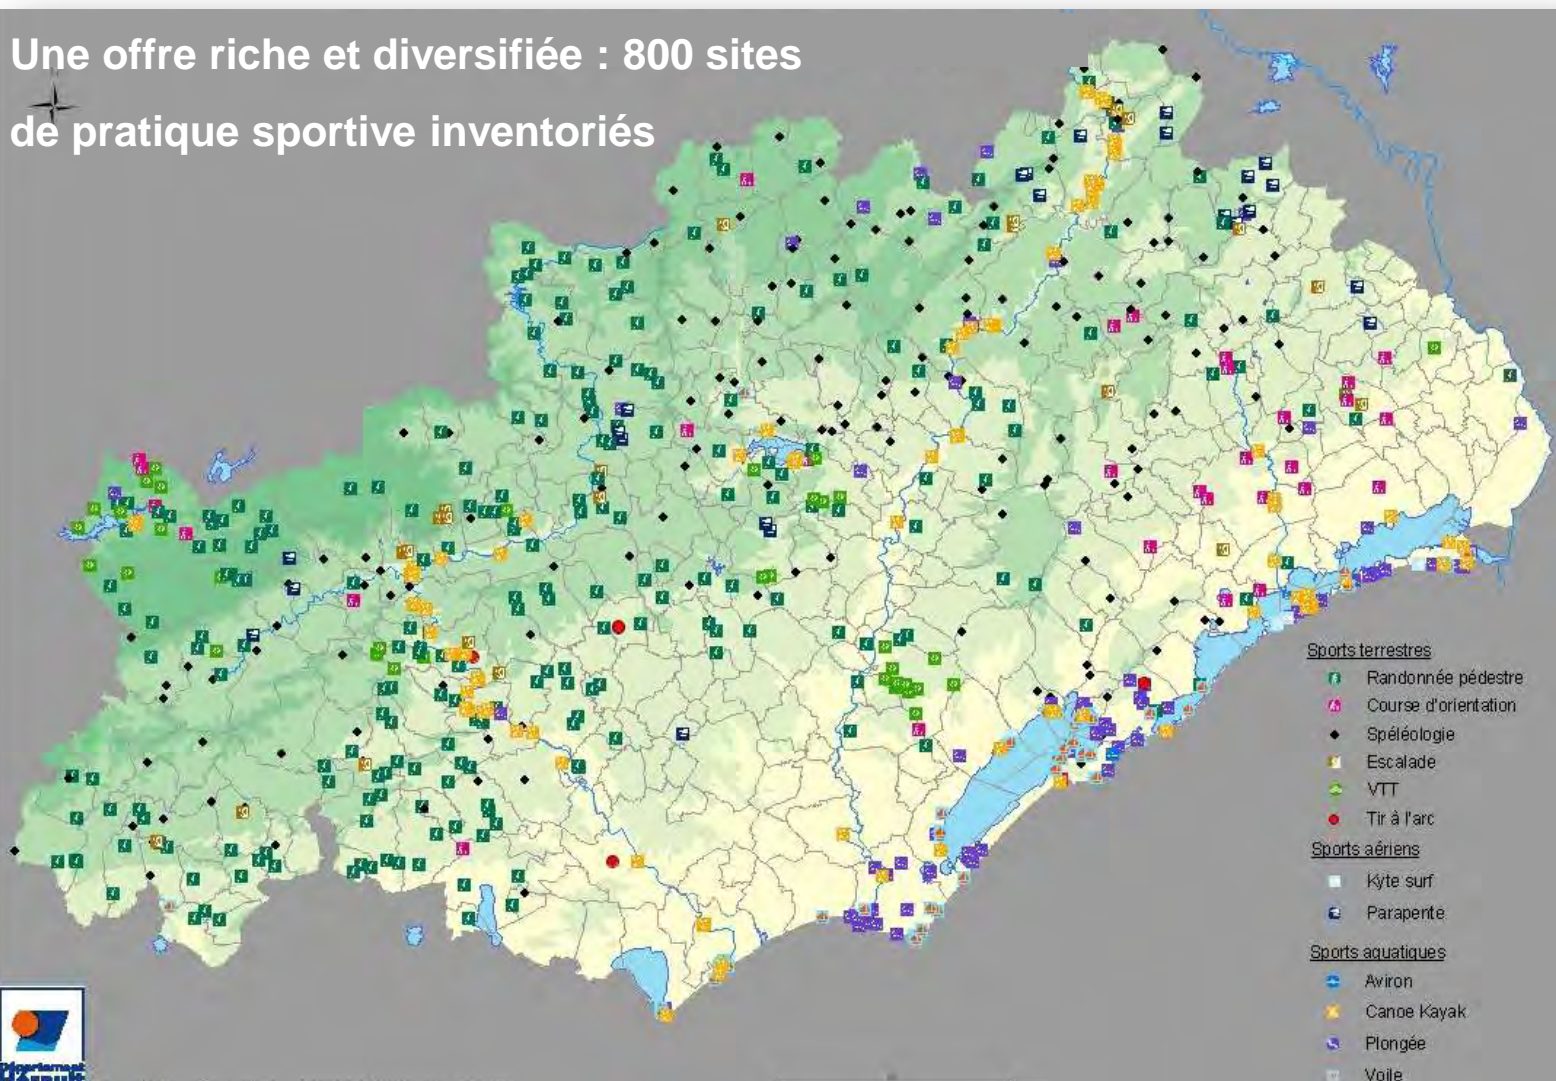 Une offre riche et diversifiée : 800 sites
de pratique sportive inventoriés
Sports terrestres
Randonnée pédestre
Course d'orientation
Spéléologie
Escalade
VTT
Tir à l'arc
Sports aériens
Kyte surf
Parapente
Sports aquatiques
Aviron
Canoe Kayak
Plongée
Voile
Département